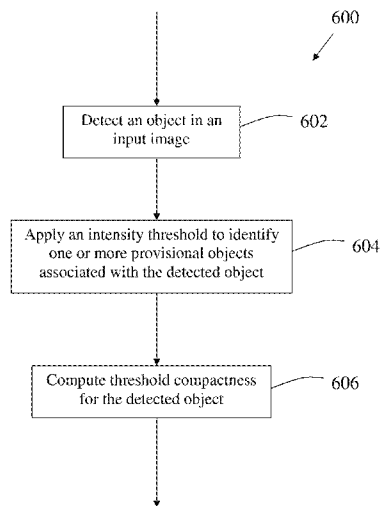 600
Detect an object in an
input image
602
Apply an intensity threshold to identify
one or more provisional objects
associated with the detected object
604
Compute threshold compactness
for the detected object
606